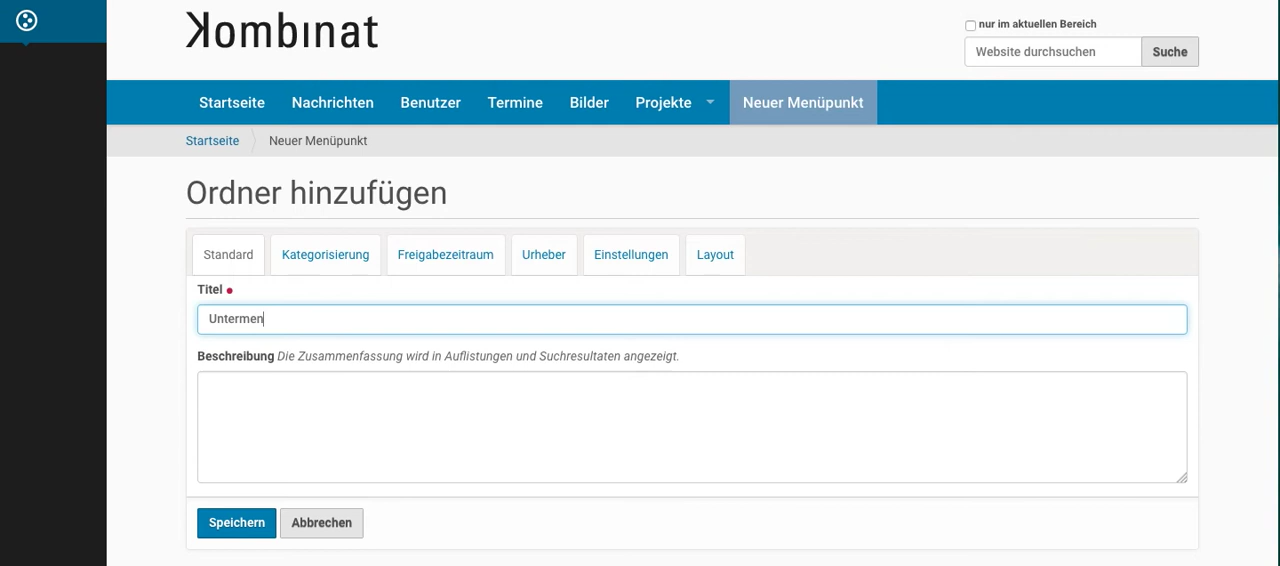 Kombinat
nur im aktuellen Bereich
Website durchsuchen Suche
Startseite Nachrichten Benutzer Termine Bilder Projekte Neuer Menüpunkt
Startseite Neuer Menüpunkt
Ordner hinzufügen
Standard Kategorisierung Freigabezeitraum Urheber Einstellungen Layout
Titel
Untermen
Beschreibung Die Zusammenfassung wird in Auflistungen und Suchresultaten angezeigt.
Speichern Abbrechen